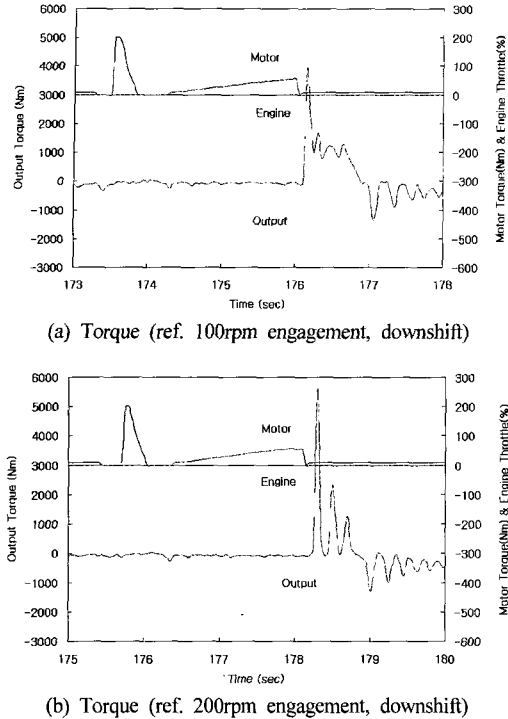 6000
5000
4000
3000
2000
1000
0
-1000
-2000
-3000
Output Torque (Nm)
300
200
100
0
-100
-200
-300
-400
-500
-600
Motor Torque(Nm) & Engine Throttle(%)
Motor
Engine
Output
173 174 175 176 177 178
Time (sec)
(a) Torque (ref. 100rpm engagement, downshift)
6000
5000
4000
3000
2000
1000
0
-1000
-2000
-3000
Output Torque (Nm)
300
200
100
0
-100
-200
-300
-400
-500
-600
Motor Torque(Nm) & Engine Throttle(%)
Motor
Engine
Output
175 176 177 178 179 180
Time (sec)
(b) Torque (ref. 200rpm engagement, downshift)